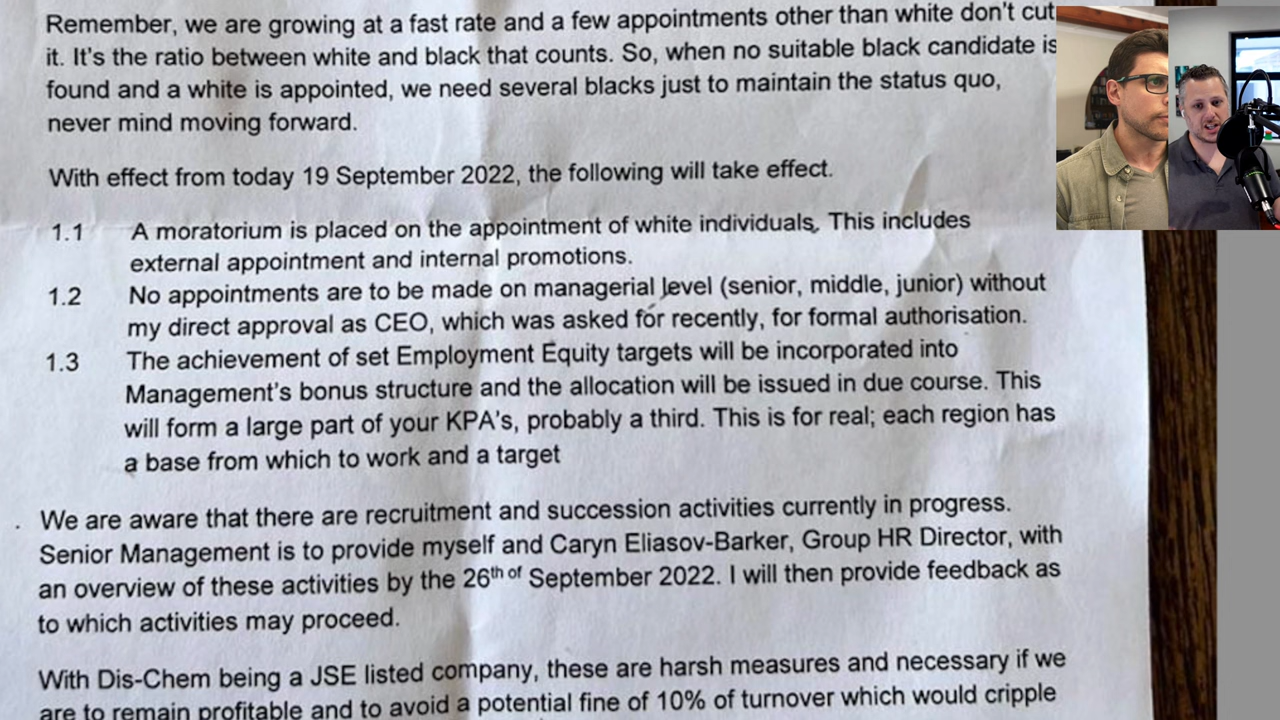 Remember, we are growing at a fast rate and a few appointments other than white don't cut
it. It's the ratio between white and black that counts. So, when no suitable black candidate is
found and a white is appointed, we need several blacks just to maintain the status quo,
never mind moving forward.
With effect from today 19 September 2022, the following will take effect.
1.1 A moratorium is placed on the appointment of white individuals. This includes
external appointment and internal promotions.
1.2 No appointments are to be made on managerial level (senior, middle, junior) without
my direct approval as CEO, which was asked for recently, for formal authorisation.
1.3 The achievement of set Employment Equity targets will be incorporated into
Management's bonus structure and the allocation will be issued in due course. This
will form a large part of your KPA's, probably a third. This is for real; each region has
a base from which to work and a target
We are aware that there are recruitment and succession activities currently in progress.
Senior Management is to provide myself and Caryn Eliasov-Barker, Group HR Director, with
an overview of these activities by the 26th of September 2022. I will then provide feedback as
to which activities may proceed.
With Dis-Chem being a JSE listed company, these are harsh measures and necessary if we
are to remain profitable and to avoid a potential fine of 10% of turnover which would cripple